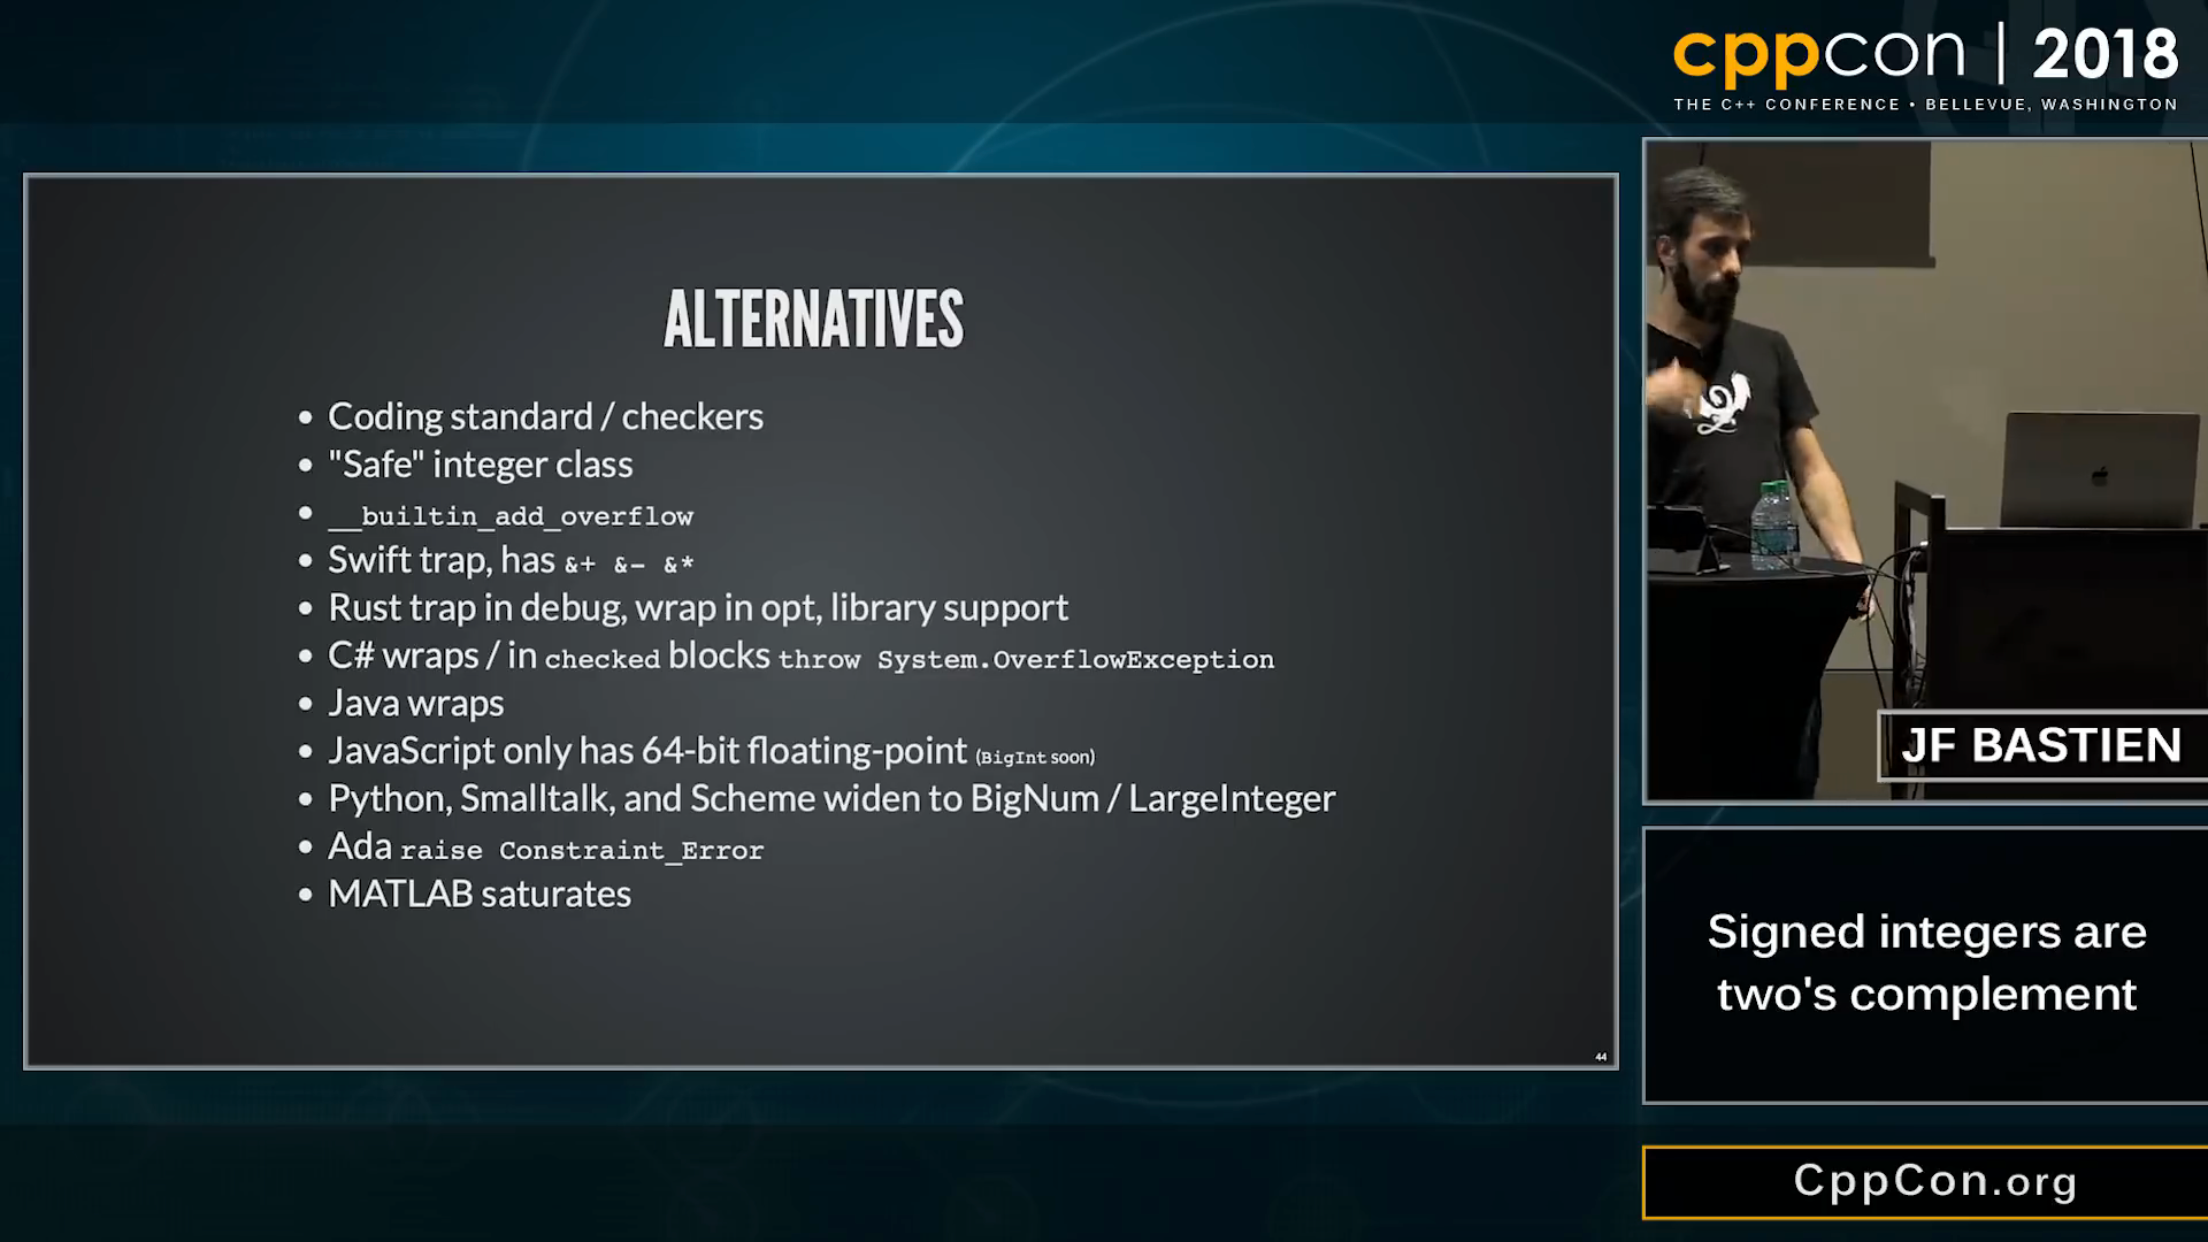 cppcon | 2018
THE C++ CONFERENCE • BELLEVUE, WASHINGTON
ALTERNATIVES
• Coding standard / checkers
• "Safe" integer class
• __builtin_add_overflow
• Swift trap, has &+ &- &*
• Rust trap in debug, wrap in opt, library support
• C# wraps / in checked blocks throw System.OverflowException
• Java wraps
• JavaScript only has 64-bit floating-point (BigInt soon)
• Python, Smalltalk, and Scheme widen to BigNum / LargeInteger
• Ada raise Constraint_Error
• MATLAB saturates
44
JF BASTIEN
Signed integers are
two's complement
CppCon.org